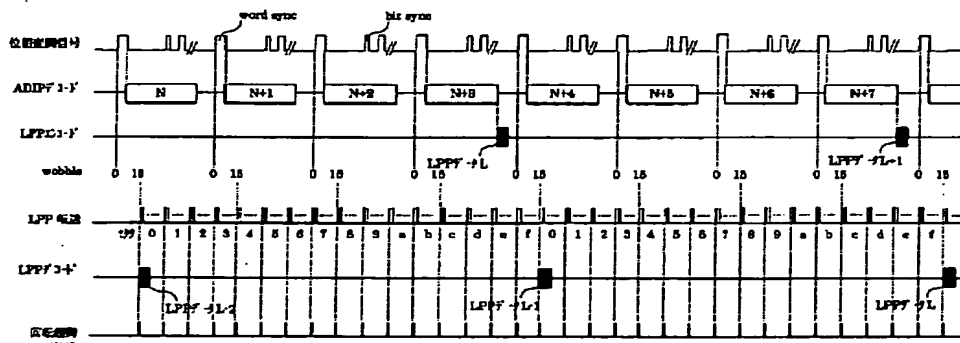 word sync
biz sync
位相変調信号
ADIPデコード
N
N+1
N+2
N+3
N+4
N+5
N+6
N+7
LPPエコード
LPPデータL
LPPデータL+1
wobble
0 15 0 15 0 15 0 15 0 15 0 15 0 15 0 15 0 15
LPP転送
0 1 2 3 4 5 6 7 8 9 a b c d e f 0 1 2 3 4 5 6 7 8 9 a b c d e f
LPPデコード
LPPデータL-2
LPPデータL-1
LPPデータL